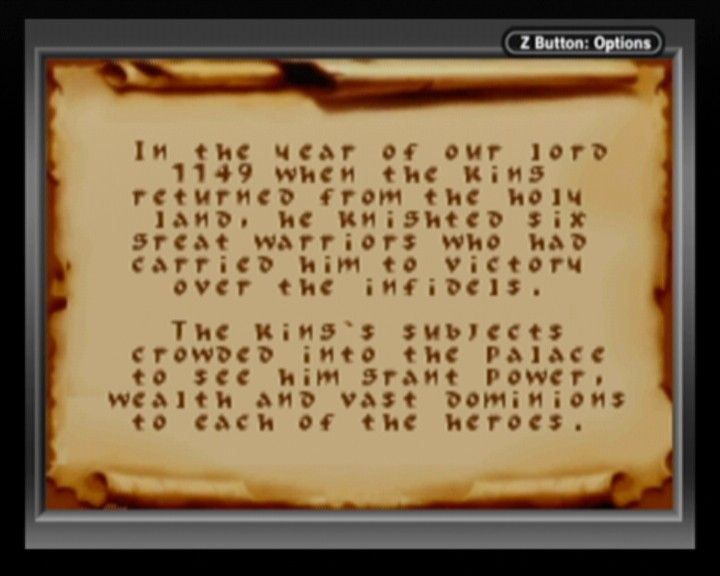 Z Button: Options
In the year of our lord
1149 when the king
returned from the holy
land, he knighted six
great warriors who had
carried him to victory
over the infidels.
The king's subjects
crowded into the palace
to see him grant power,
wealth and vast dominions
to each of the heroes.